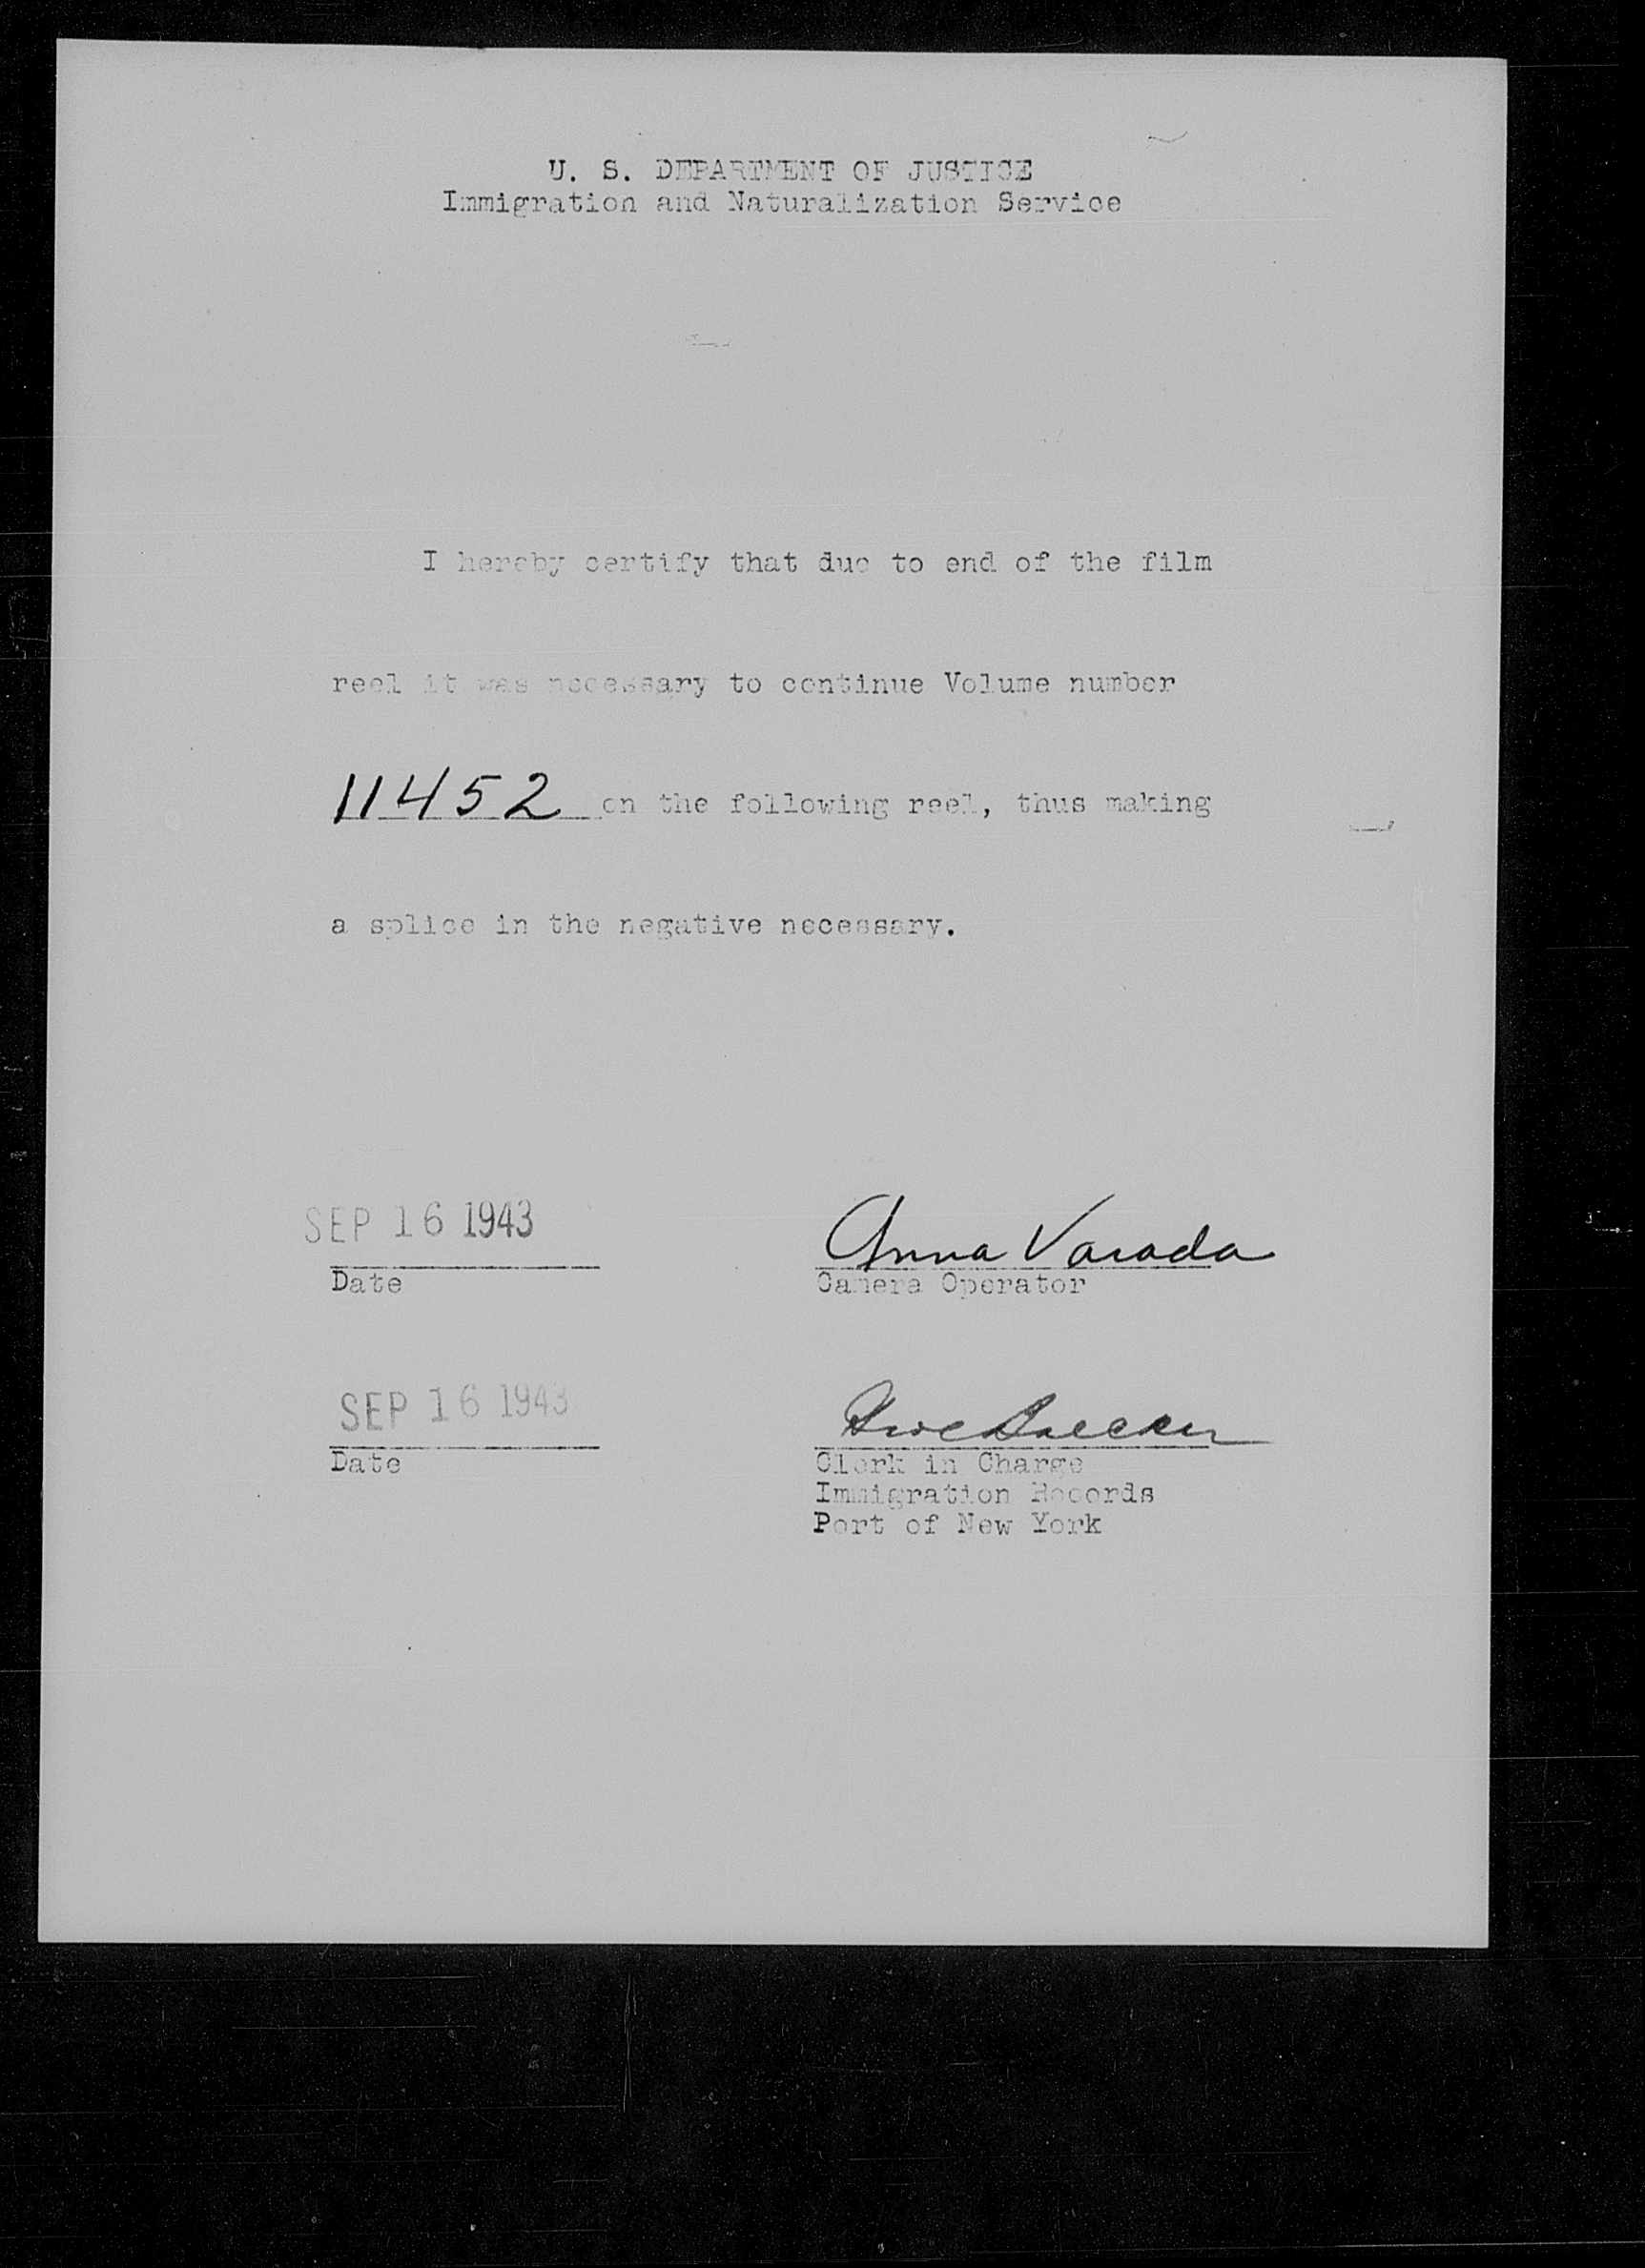 U. S. DEPARTMENT OF JUSTICE
Immigration and Naturalization Service
I hereby certify that due to end of the film
reel it was necessary to continue Volume number
11452 on the following reel, thus making
a splice in the negative necessary.
SEP 16 1943
Anna Varada
Date
Camera Operator
SEP 16 1943
Date
Clerk in Charge
Immigration Records
Port of New York